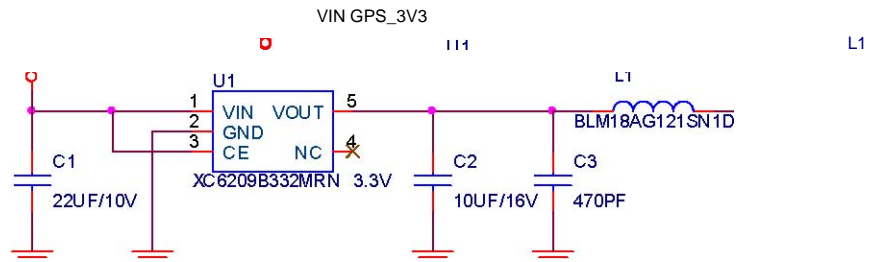 VIN GPS_3V3
L1
U1
L1
1 VIN VOUT 5
2 GND
3 CE NC 4
BLM18AG121SN1D
C1
C2
C3
XC6209B332MRN 3.3V
22UF/10V
10UF/16V
470PF